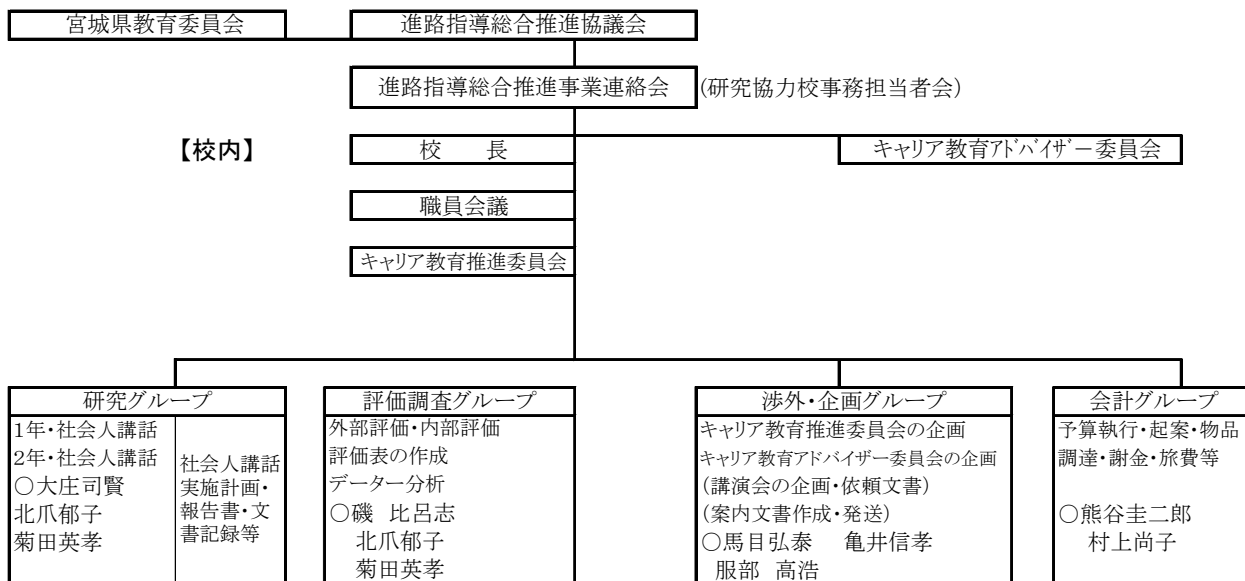 宮城県教育委員会
進路指導総合推進協議会
進路指導総合推進事業連絡会
(研究協力校事務担当者会)
【校内】
校　長
キャリア教育ｱﾄﾞﾊﾞｲｻﾞｰ委員会
職員会議
キャリア教育推進委員会
研究グループ
1年・社会人講話
2年・社会人講話
○大庄司賢
北爪郁子
菊田英孝
社会人講話
実施計画・
報告書・文
書記録等
評価調査グループ
外部評価・内部評価
評価表の作成
データー分析
○磯　比呂志
北爪郁子
菊田英孝
渉外・企画グループ
キャリア教育推進委員会の企画
キャリア教育アドバイザー委員会の企画
(講演会の企画・依頼文書)
(案内文書作成・発送)
○馬目弘泰　亀井信孝
服部　高浩
会計グループ
予算執行・起案・物品
調達・謝金・旅費等
○熊谷圭二郎
村上尚子